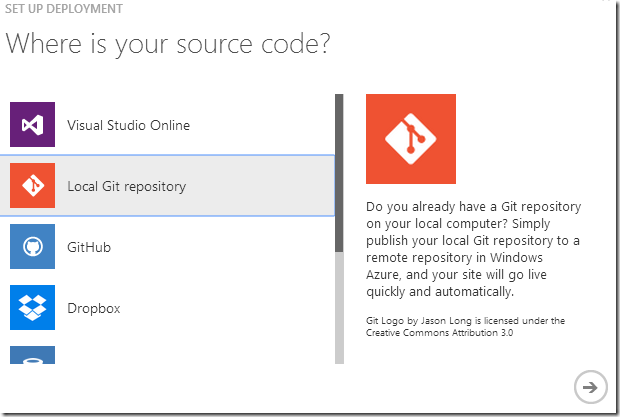 SET UP DEPLOYMENT
Where is your source code?
Visual Studio Online
Local Git repository
GitHub
Dropbox
Do you already have a Git repository
on your local computer? Simply
publish your local Git repository to a
remote repository in Windows
Azure, and your site will go live
quickly and automatically.
Git Logo by Jason Long is licensed under the
Creative Commons Attribution 3.0